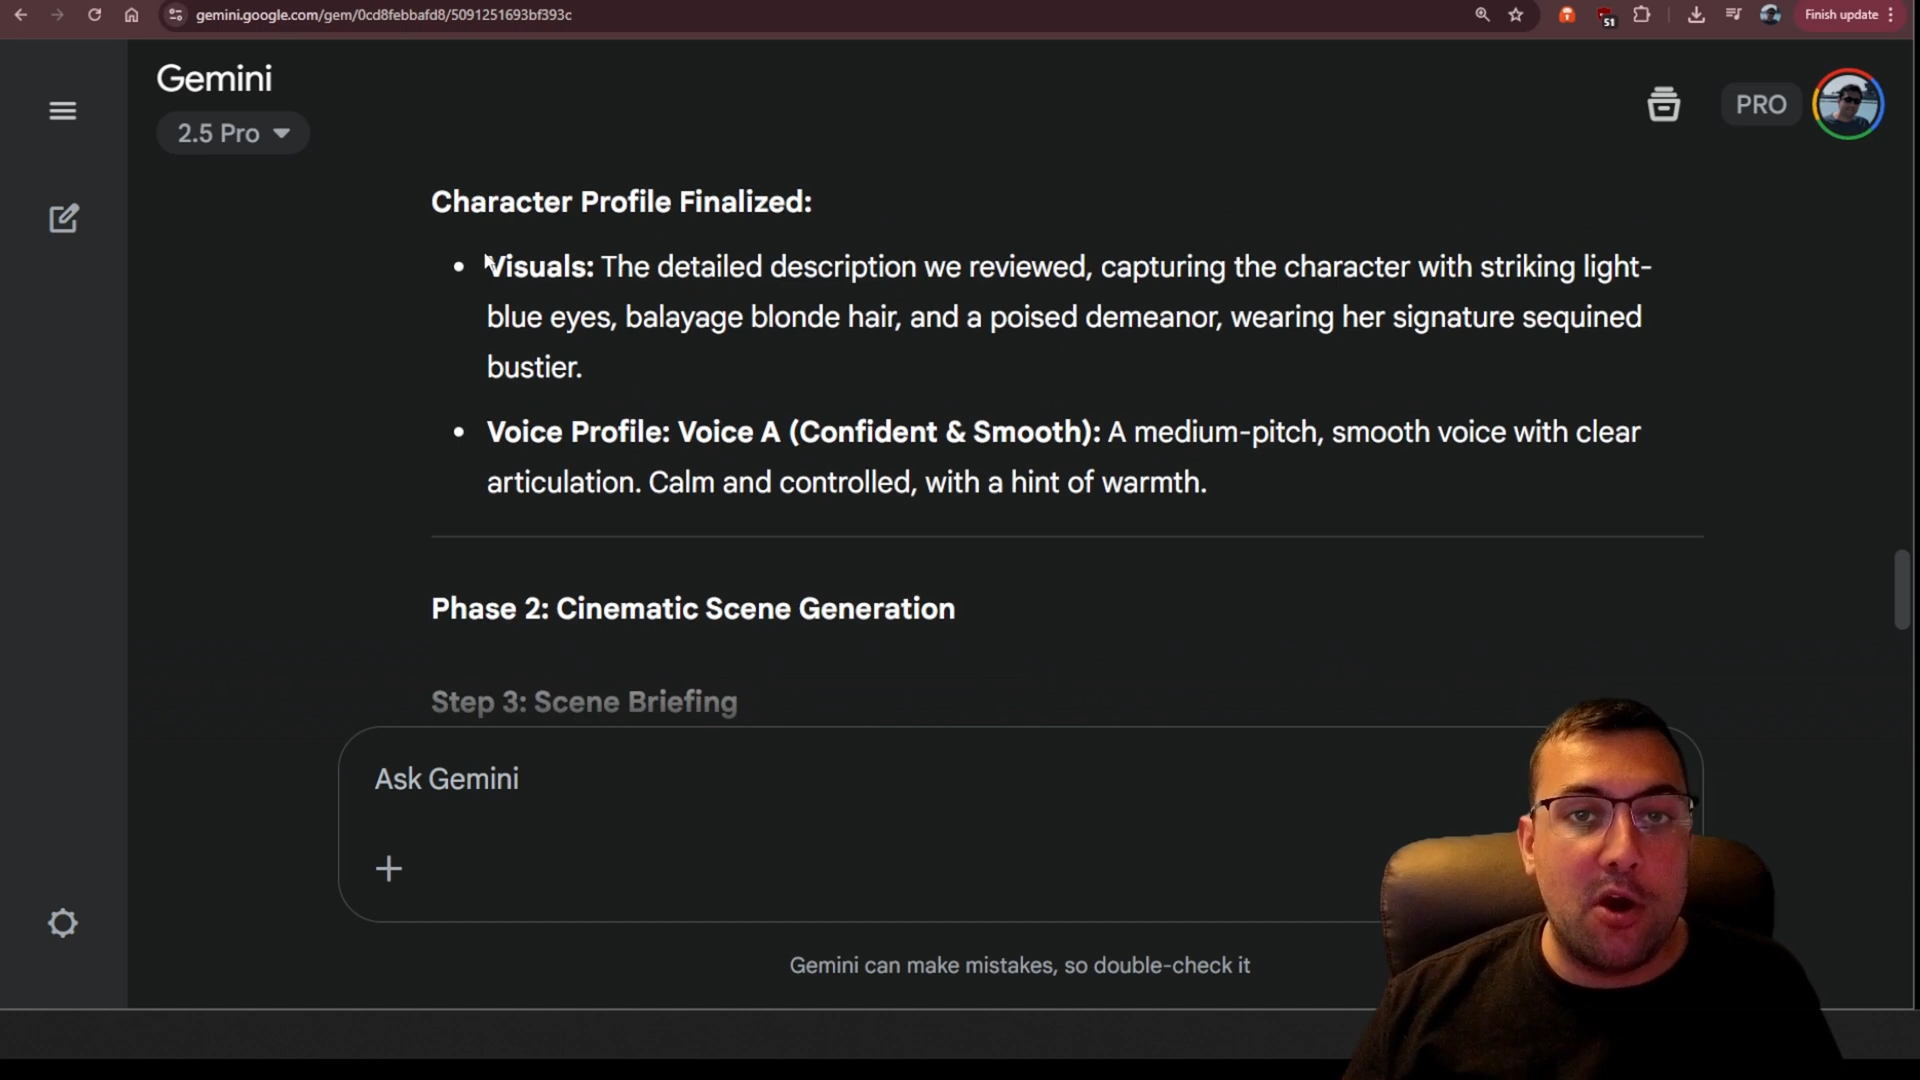 gemini.google.com/gem/0cd8febbafd8/5091251693bf393c
51
Finish update
Gemini
2.5 Pro
PRO
Character Profile Finalized:
• Visuals: The detailed description we reviewed, capturing the character with striking light-
blue eyes, balayage blonde hair, and a poised demeanor, wearing her signature sequined
bustier.
• Voice Profile: Voice A (Confident & Smooth): A medium-pitch, smooth voice with clear
articulation. Calm and controlled, with a hint of warmth.
Phase 2: Cinematic Scene Generation
Step 3: Scene Briefing
Ask Gemini
Gemini can make mistakes, so double-check it